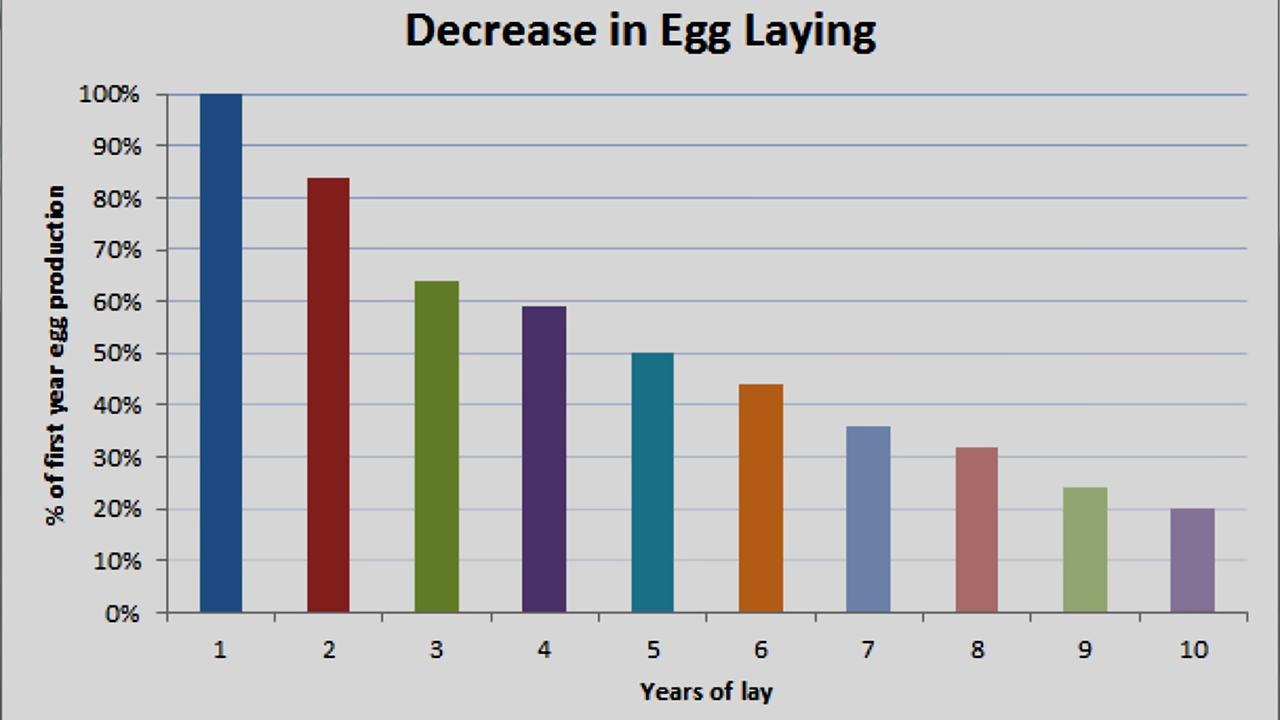 Decrease in Egg Laying
% of first year egg production
100%
90%
80%
70%
60%
50%
40%
30%
20%
10%
0%
1 2 3 4 5 6 7 8 9 10
Years of lay